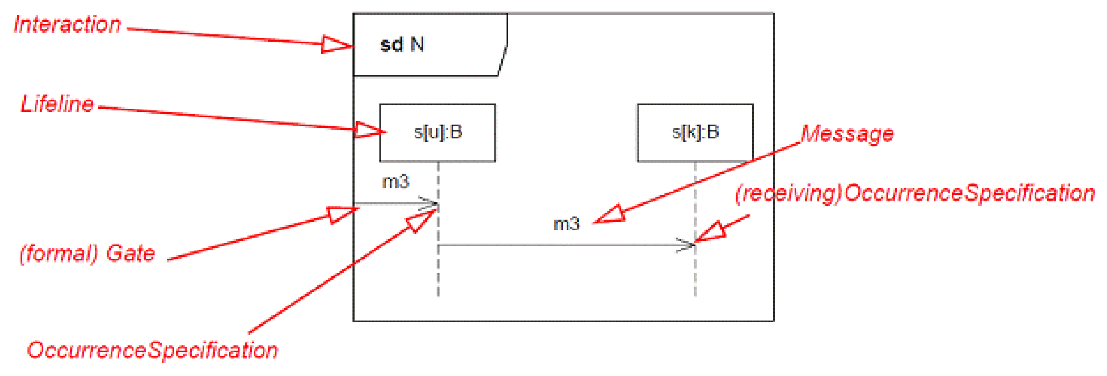 Interaction
sd N
Lifeline
s[u]:B
s[k]:B
Message
m3
(receiving)OccurrenceSpecification
m3
(formal) Gate
OccurrenceSpecification